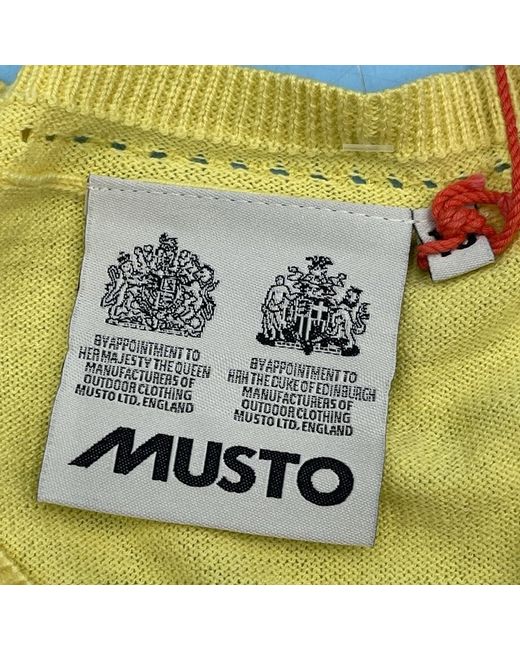 BY APPOINTMENT TO
HER MAJESTY THE QUEEN
MANUFACTURERS OF
OUTDOOR CLOTHING
MUSTO LTD, ENGLAND
BY APPOINTMENT TO
HRH THE DUKE OF EDINBURGH
MANUFACTURERS OF
OUTDOOR CLOTHING
MUSTO LTD, ENGLAND
MUSTO